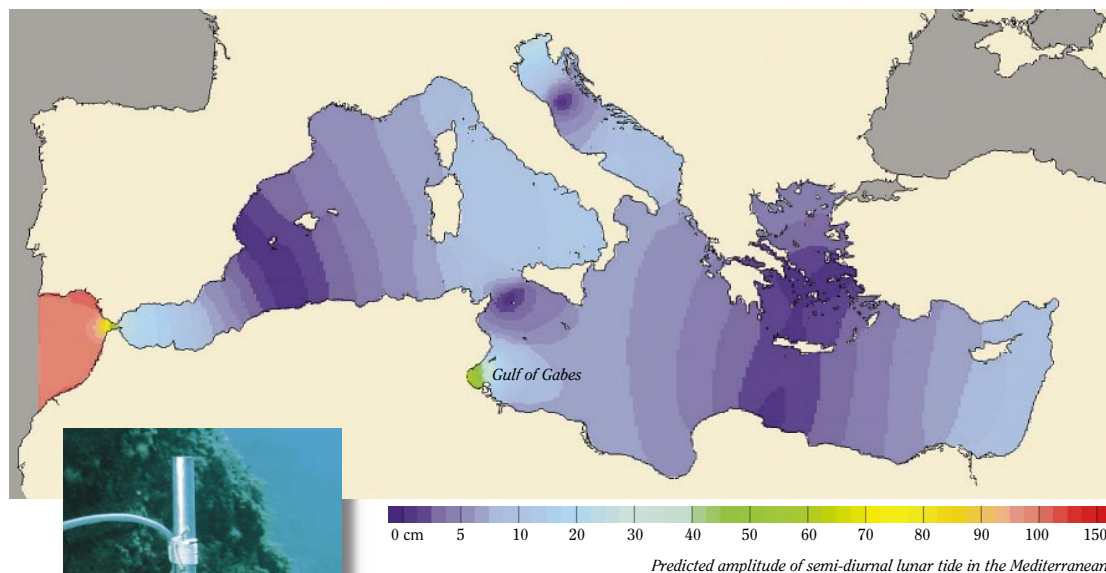 Gulf of Gabes
0 cm 5 10 20 30 40 50 60 70 80 90 100 150
Predicted amplitude of semi-diurnal lunar tide in the Mediterranean